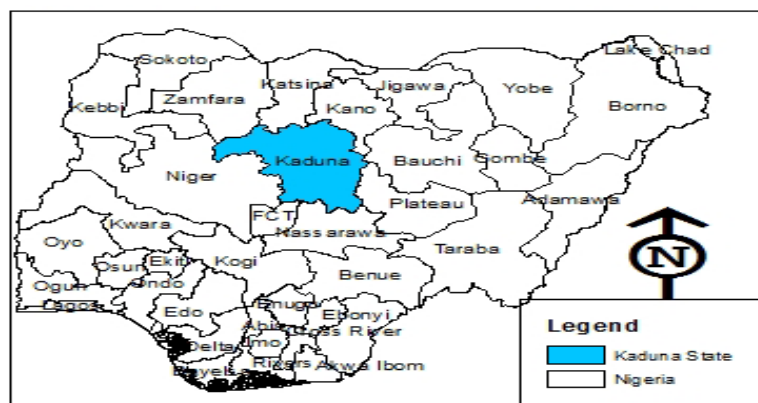 Lake Chad
Sokoto
Katsina
Jigawa
Yobe
Kebbi
Zamfara
Kano
Borno
Kaduna
Bauchi
Gombe
Niger
Adamawa
Plateau
FCT
Kwara
Nassarawa
Oyo
Taraba
Osun
Ekiti
Kogi
Benue
Ogun
Ondo
Lagos
Edo
Enugu
Ebonyi
Cross River
Delta
Imo
Rivers
Akwa Ibom
N
Legend
Kaduna State
Nigeria